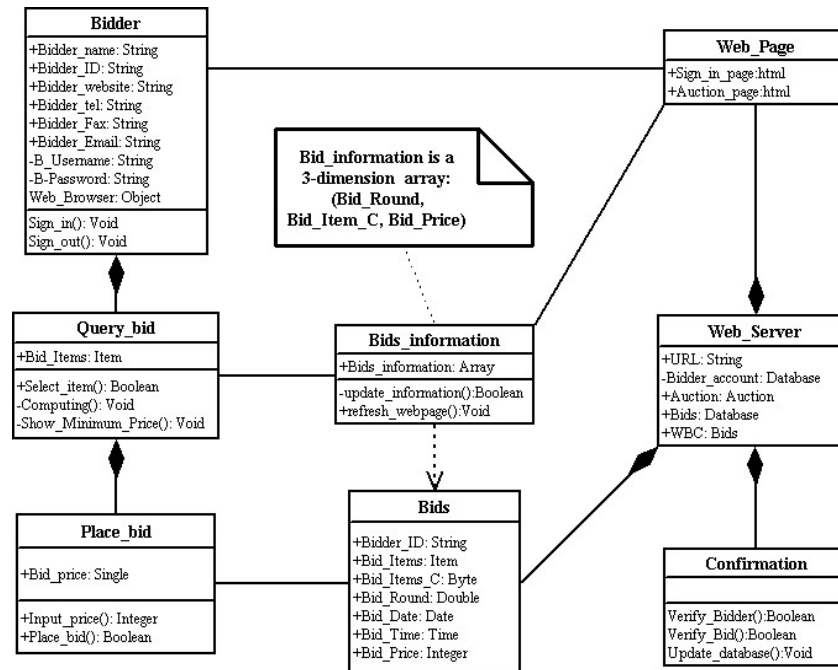 Bidder
+Bidder_name: String
+Bidder_ID: String
+Bidder_website: String
+Bidder_tel: String
+Bidder_Fax: String
+Bidder_Email: String
-B_Username: String
-B-Password: String
Web_Browser: Object
Sign_in(): Void
Sign_out(): Void
Web_Page
+Sign_in_page:html
+Auction_page:html
Bid_information is a
3-dimension array:
(Bid_Round,
Bid_Item_C, Bid_Price)
Query_bid
+Bid_Items: Item
+Select_item(): Boolean
-Computing(): Void
-Show_Minimum_Price(): Void
Bids_information
+Bids_information: Array
-update_information():Boolean
+refresh_webpage():Void
Web_Server
+URL: String
-Bidder_account: Database
+Auction: Auction
+Bids: Database
+WBC: Bids
Place_bid
+Bid_price: Single
+Input_price(): Integer
+Place_bid(): Boolean
Bids
+Bidder_ID: String
+Bid_Items: Item
+Bid_Items_C: Byte
+Bid_Round: Double
+Bid_Date: Date
+Bid_Time: Time
+Bid_Price: Integer
Confirmation
Verify_Bidder():Boolean
Verify_Bid():Boolean
Update_database():Void